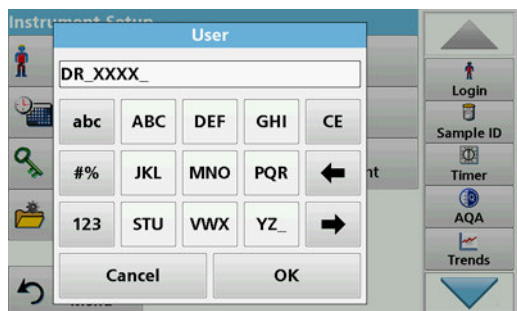 Instrument Setup
User
DR_XXXX_
abc
ABC
DEF
GHI
CE
#%
JKL
MNO
PQR
123
STU
VWX
YZ_
Cancel
OK
Login
Sample ID
Timer
AQA
Trends